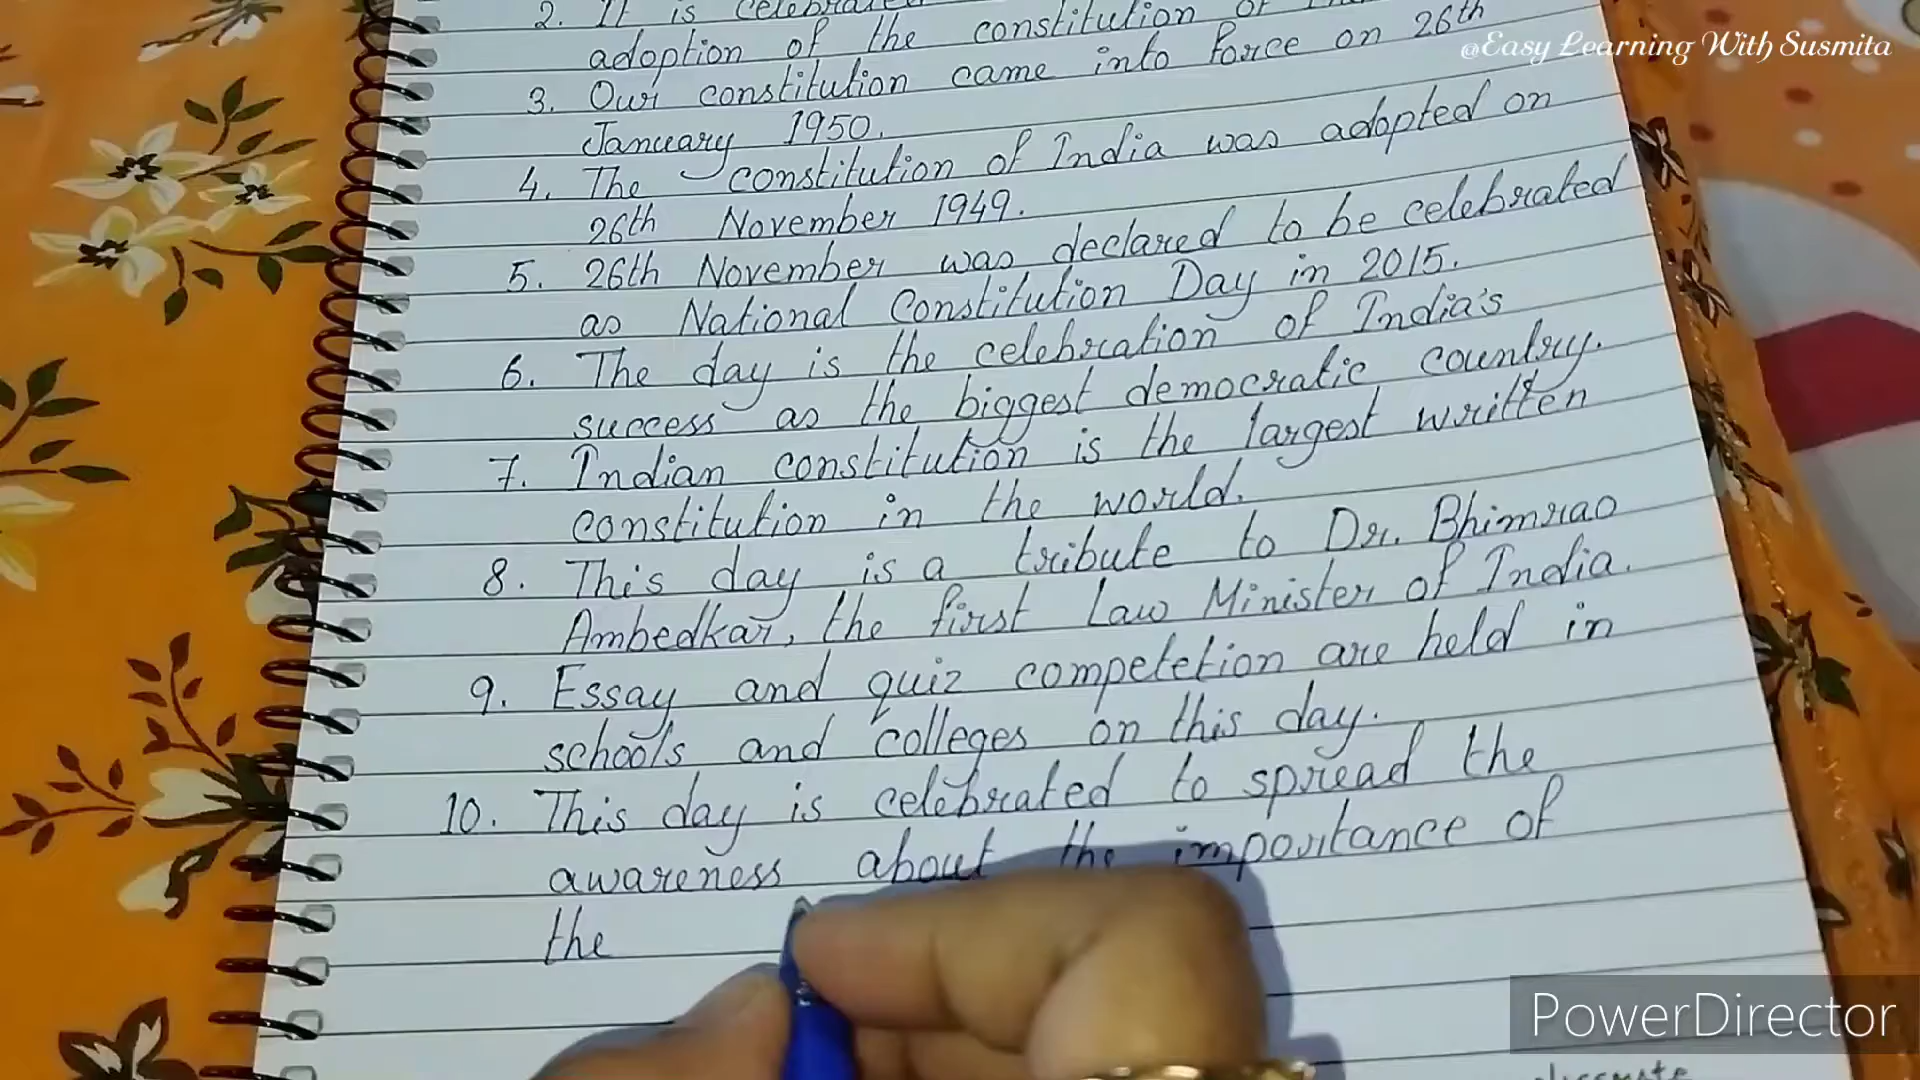 2. It is celebrated
adoption of the constitution of
3. Our constitution came into force on 26th
January 1950.
4. The constitution of India was adopted on
26th November 1949.
5. 26th November was declared to be celebrated
as National Constitution Day in 2015.
6. The day is the celebration of India's
success as the biggest democratic country.
7. Indian constitution is the largest written
constitution in the world.
8. This day is a tribute to Dr. Bhimrao
Ambedkar, the first Law Minister of India.
9. Essay and quiz competetion are held in
schools and colleges on this day.
10. This day is celebrated to spread the
awareness about the importance of
the
@Easy Learning With Susmita
PowerDirector
classmate